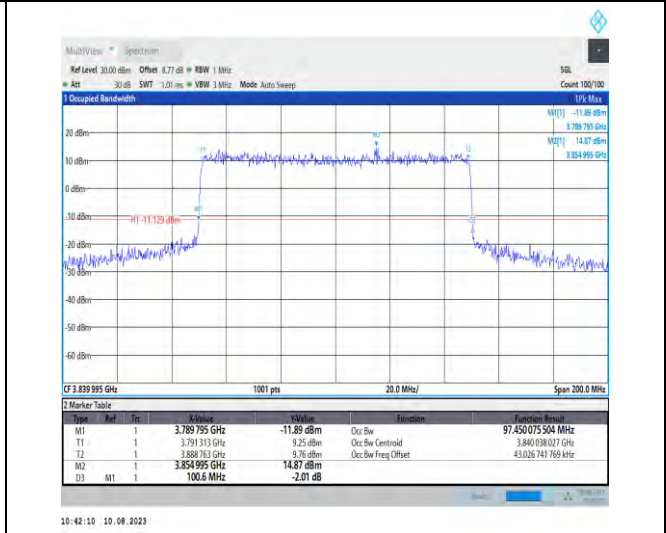 MultiView Spectrum
Ref Level 30.00 dBm Offset 8.77 dB RBW 1 MHz SGL
Att 30 dB SWT 1.01 ms VBW 3 MHz Mode Auto Sweep Count 100/100
1 Occupied Bandwidth 1Pk Max
M1[1] -11.89 dBm
3.789 795 GHz
M2[1] 14.87 dBm
3.854 995 GHz
20 dBm
T1 M2 T2
10 dBm
0 dBm
M1
-10 dBm H1 -11.129 dBm D3
-20 dBm
-30 dBm
-40 dBm
-50 dBm
-60 dBm
CF 3.839 995 GHz 1001 pts 20.0 MHz/ Span 200.0 MHz
2 Marker Table
Type Ref Trc X-Value Y-Value Function Function Result
M1 1 3.789 795 GHz -11.89 dBm Occ Bw 97.450 075 504 MHz
T1 1 3.791 313 GHz 9.25 dBm Occ Bw Centroid 3.840 038 027 GHz
T2 1 3.888 763 GHz 9.76 dBm Occ Bw Freq Offset 43.026 741 769 kHz
M2 1 3.854 995 GHz 14.87 dBm
D3 M1 1 100.6 MHz -2.01 dB
10:42:10 10.08.2023